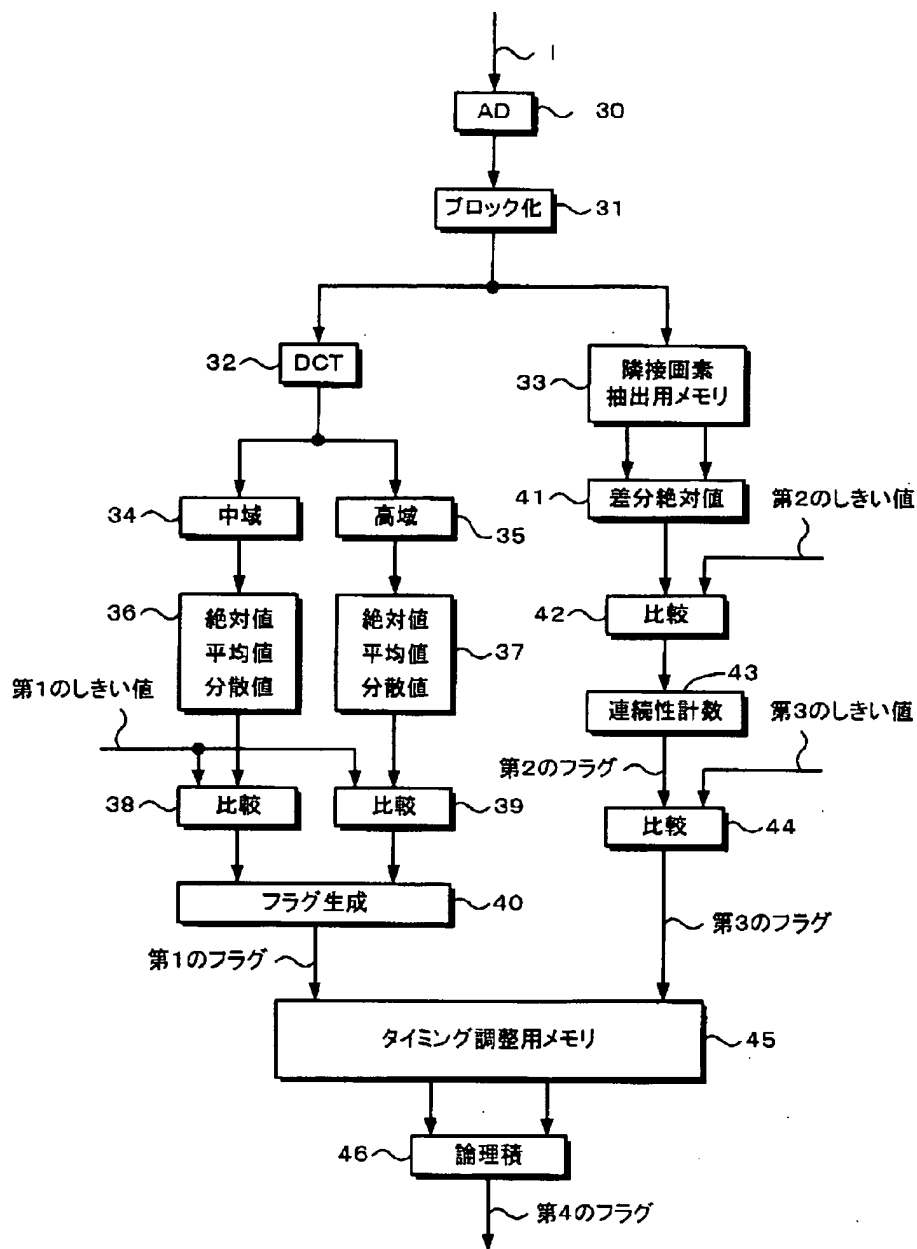 1
AD
30
ブロック化
31
32
DCT
33
隣接画素
抽出用メモリ
34
中域
高域
35
41
差分絶対値
第2のしきい値
36
絶対値
平均値
分散値
絶対値
平均値
分散値
37
42
比較
43
第1のしきい値
連続性計数
第3のしきい値
第2のフラグ
38
比較
比較
39
比較
44
フラグ生成
40
第1のフラグ
第3のフラグ
タイミング調整用メモリ
45
46
論理積
第4のフラグ